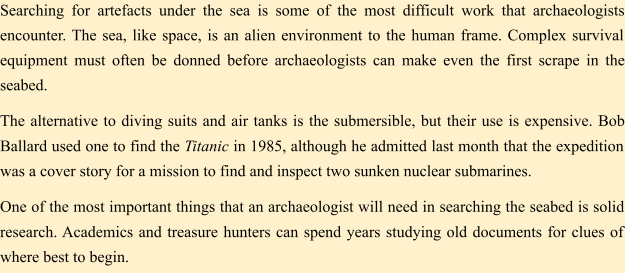 Searching for artefacts under the sea is some of the most difficult work that archaeologists
encounter. The sea, like space, is an alien environment to the human frame. Complex survival
equipment must often be donned before archaeologists can make even the first scrape in the
seabed.
The alternative to diving suits and air tanks is the submersible, but their use is expensive. Bob
Ballard used one to find the Titanic in 1985, although he admitted last month that the expedition
was a cover story for a mission to find and inspect two sunken nuclear submarines.
One of the most important things that an archaeologist will need in searching the seabed is solid
research. Academics and treasure hunters can spend years studying old documents for clues of
where best to begin.